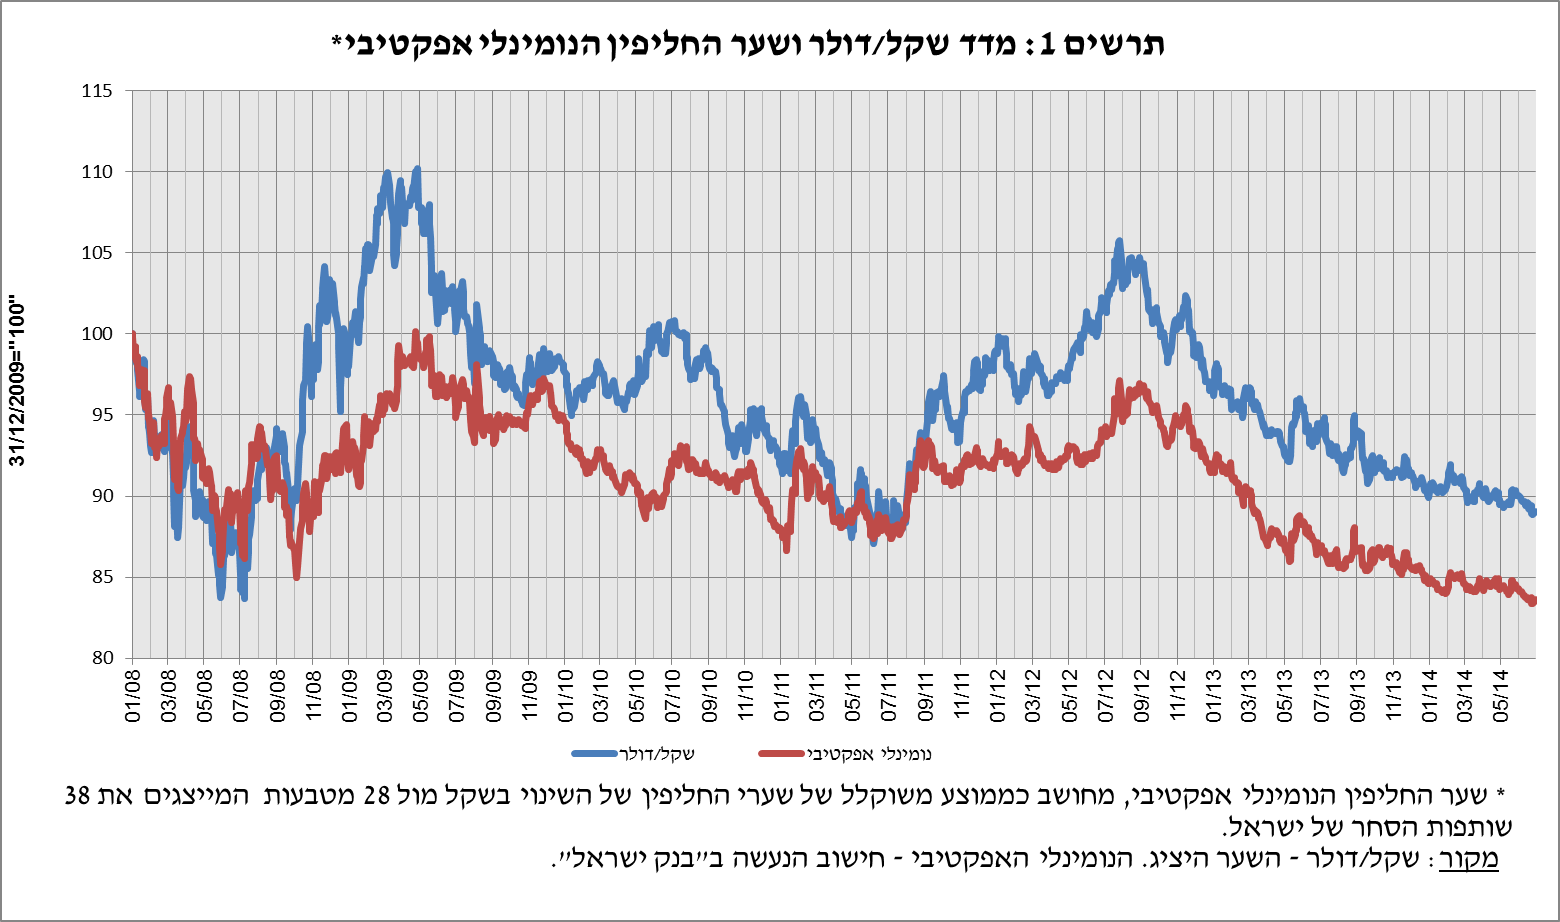 תרשים 1: מדד שקל/דולר ושער החליפין הנומינלי אפקטיבי*
31/12/2009="100"
115
110
105
100
95
90
85
80
01/08 03/08 05/08 07/08 09/08 11/08 01/09 03/09 05/09 07/09 09/09 11/09 01/10 03/10 05/10 07/10 09/10 11/10 01/11 03/11 05/11 07/11 09/11 11/11 01/12 03/12 05/12 07/12 09/12 11/12 01/13 03/13 05/13 07/13 09/13 11/13 01/14 03/14 05/14
שקל/דולר נומינלי אפקטיבי
* שער החליפין הנומינלי אפקטיבי, מחושב כממוצע משוקלל של שערי החליפין של השינוי בשקל מול 28 מטבעות המייצגים את 38
שותפות הסחר של ישראל.
מקור: שקל/דולר - השער היציג. הנומינלי האפקטיבי - חישוב הנעשה ב"בנק ישראל".